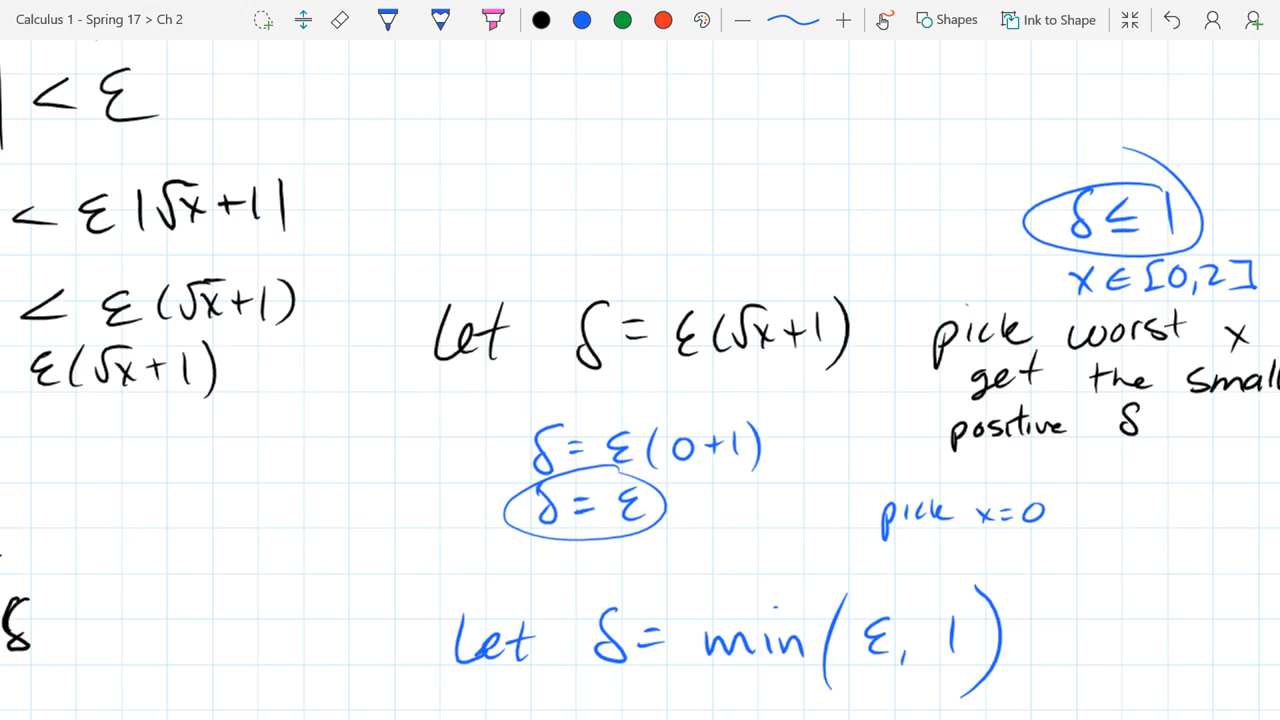 Calculus 1 - Spring 17 > Ch 2
Shapes
Ink to Shape
| < ε
< ε |√x + 1|
< ε (√x + 1)
ε (√x + 1)
δ
Let δ = ε (√x + 1)
δ = ε (0 + 1)
δ = ε
Let δ = min(ε, 1)
δ ≤ 1
x ∈ [0, 2]
pick worst x
get the small
positive δ
pick x = 0